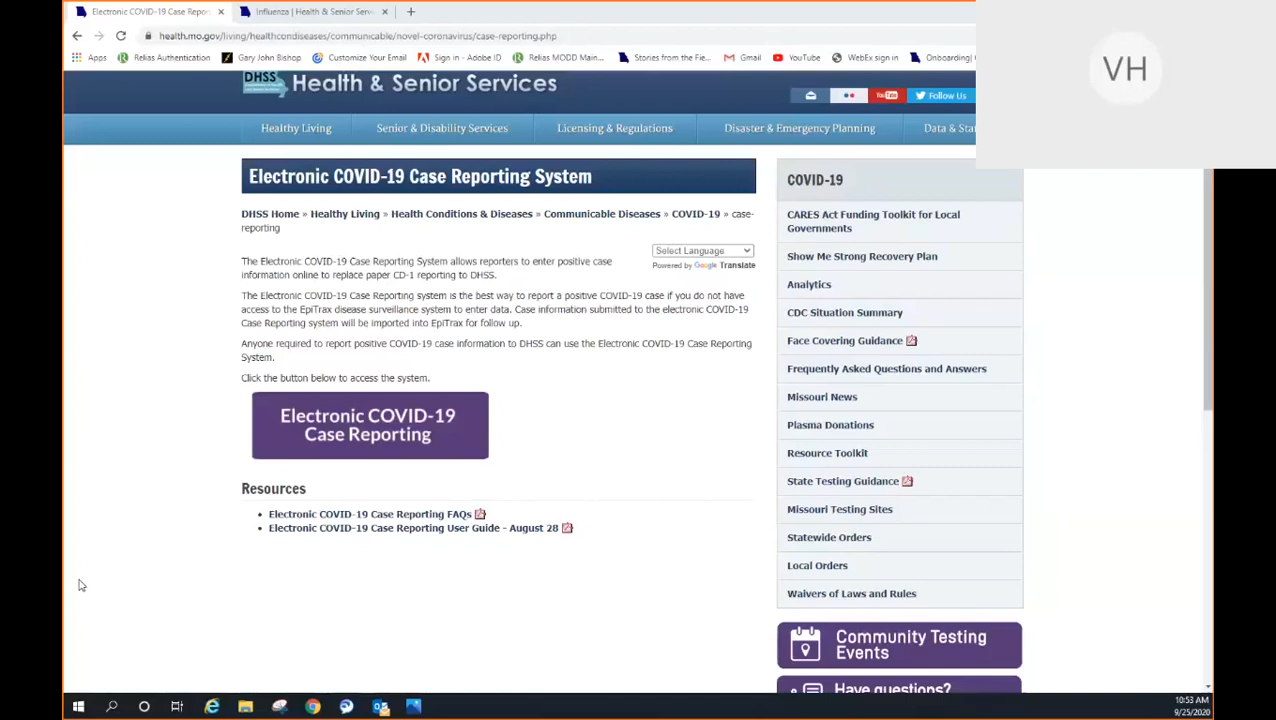 Electronic COVID-19 Case Repor
Influenza | Health & Senior Servi
VH
health.mo.gov/living/healthcondiseases/communicable/novel-coronavirus/case-reporting.php
Apps
Relias Authentication
Gary John Bishop
Customize Your Email
Sign in - Adobe ID
Relias MODD Main...
Stories from the Fie...
Gmail
YouTube
WebEx sign in
Onboarding|
DHSS Health & Senior Services
You Tube
Follow Us
Healthy Living
Senior & Disability Services
Licensing & Regulations
Disaster & Emergency Planning
Data & Sta
Electronic COVID-19 Case Reporting System
DHSS Home » Healthy Living » Health Conditions & Diseases » Communicable Diseases » COVID-19 » case-
reporting
Select Language
Powered by Google Translate
The Electronic COVID-19 Case Reporting System allows reporters to enter positive case
information online to replace paper CD-1 reporting to DHSS.
The Electronic COVID-19 Case Reporting system is the best way to report a positive COVID-19 case if you do not have
access to the EpiTrax disease surveillance system to enter data. Case information submitted to the electronic COVID-19
Case Reporting system will be imported into EpiTrax for follow up.
Anyone required to report positive COVID-19 case information to DHSS can use the Electronic COVID-19 Case Reporting
System.
Click the button below to access the system.
Electronic COVID-19
Case Reporting
Resources
Electronic COVID-19 Case Reporting FAQs
Electronic COVID-19 Case Reporting User Guide - August 28
COVID-19
CARES Act Funding Toolkit for Local
Governments
Show Me Strong Recovery Plan
Analytics
CDC Situation Summary
Face Covering Guidance
Frequently Asked Questions and Answers
Missouri News
Plasma Donations
Resource Toolkit
State Testing Guidance
Missouri Testing Sites
Statewide Orders
Local Orders
Waivers of Laws and Rules
Community Testing
Events
Have questions?
10:53 AM
9/25/2020